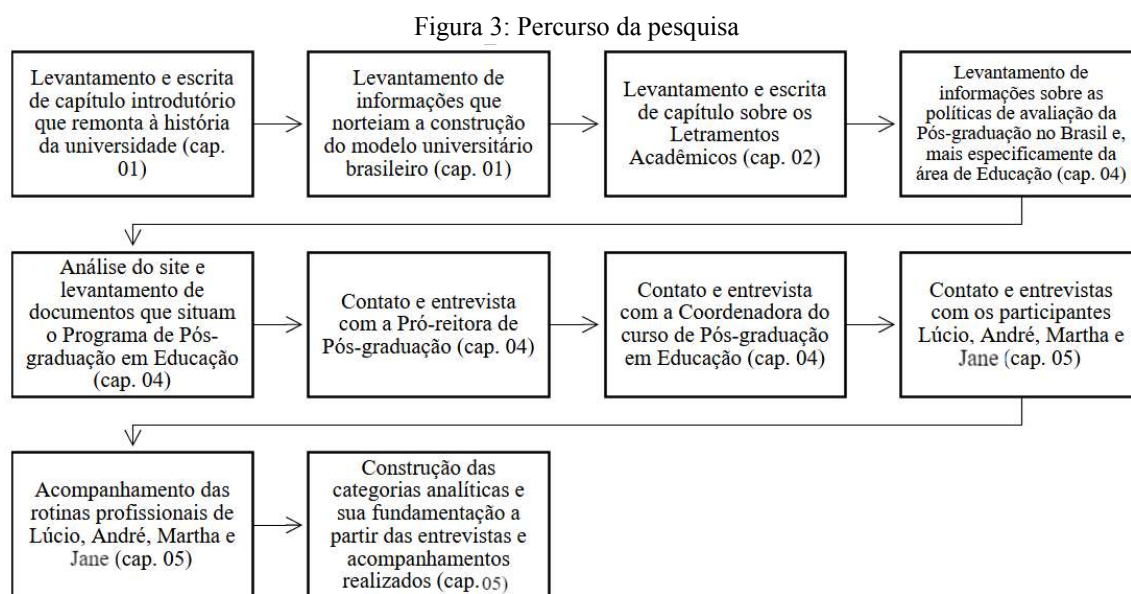 Figura 3: Percurso da pesquisa
Levantamento e escrita
de capítulo introdutório
que remonta à história
da universidade (cap.
01)
Levantamento de
informações que
norteiam a construção
do modelo universitário
brasileiro (cap. 01)
Levantamento e escrita
de capítulo sobre os
Letramentos
Acadêmicos (cap. 02)
Levantamento de
informações sobre as
políticas de avaliação da
Pós-graduação no Brasil e,
mais especificamente da
área de Educação (cap. 04)
Análise do site e
levantamento de
documentos que situam
o Programa de Pós-
graduação em Educação
(cap. 04)
Contato e entrevista
com a Pró-reitora de
Pós-graduação (cap. 04)
Contato e entrevista
com a Coordenadora do
curso de Pós-graduação
em Educação (cap. 04)
Contato e entrevistas
com os participantes
Lúcio, André, Martha e
Jane (cap. 05)
Acompanhamento das
rotinas profissionais de
Lúcio, André, Martha e
Jane (cap. 05)
Construção das
categorias analíticas e
sua fundamentação a
partir das entrevistas e
acompanhamentos
realizados (cap. 05)